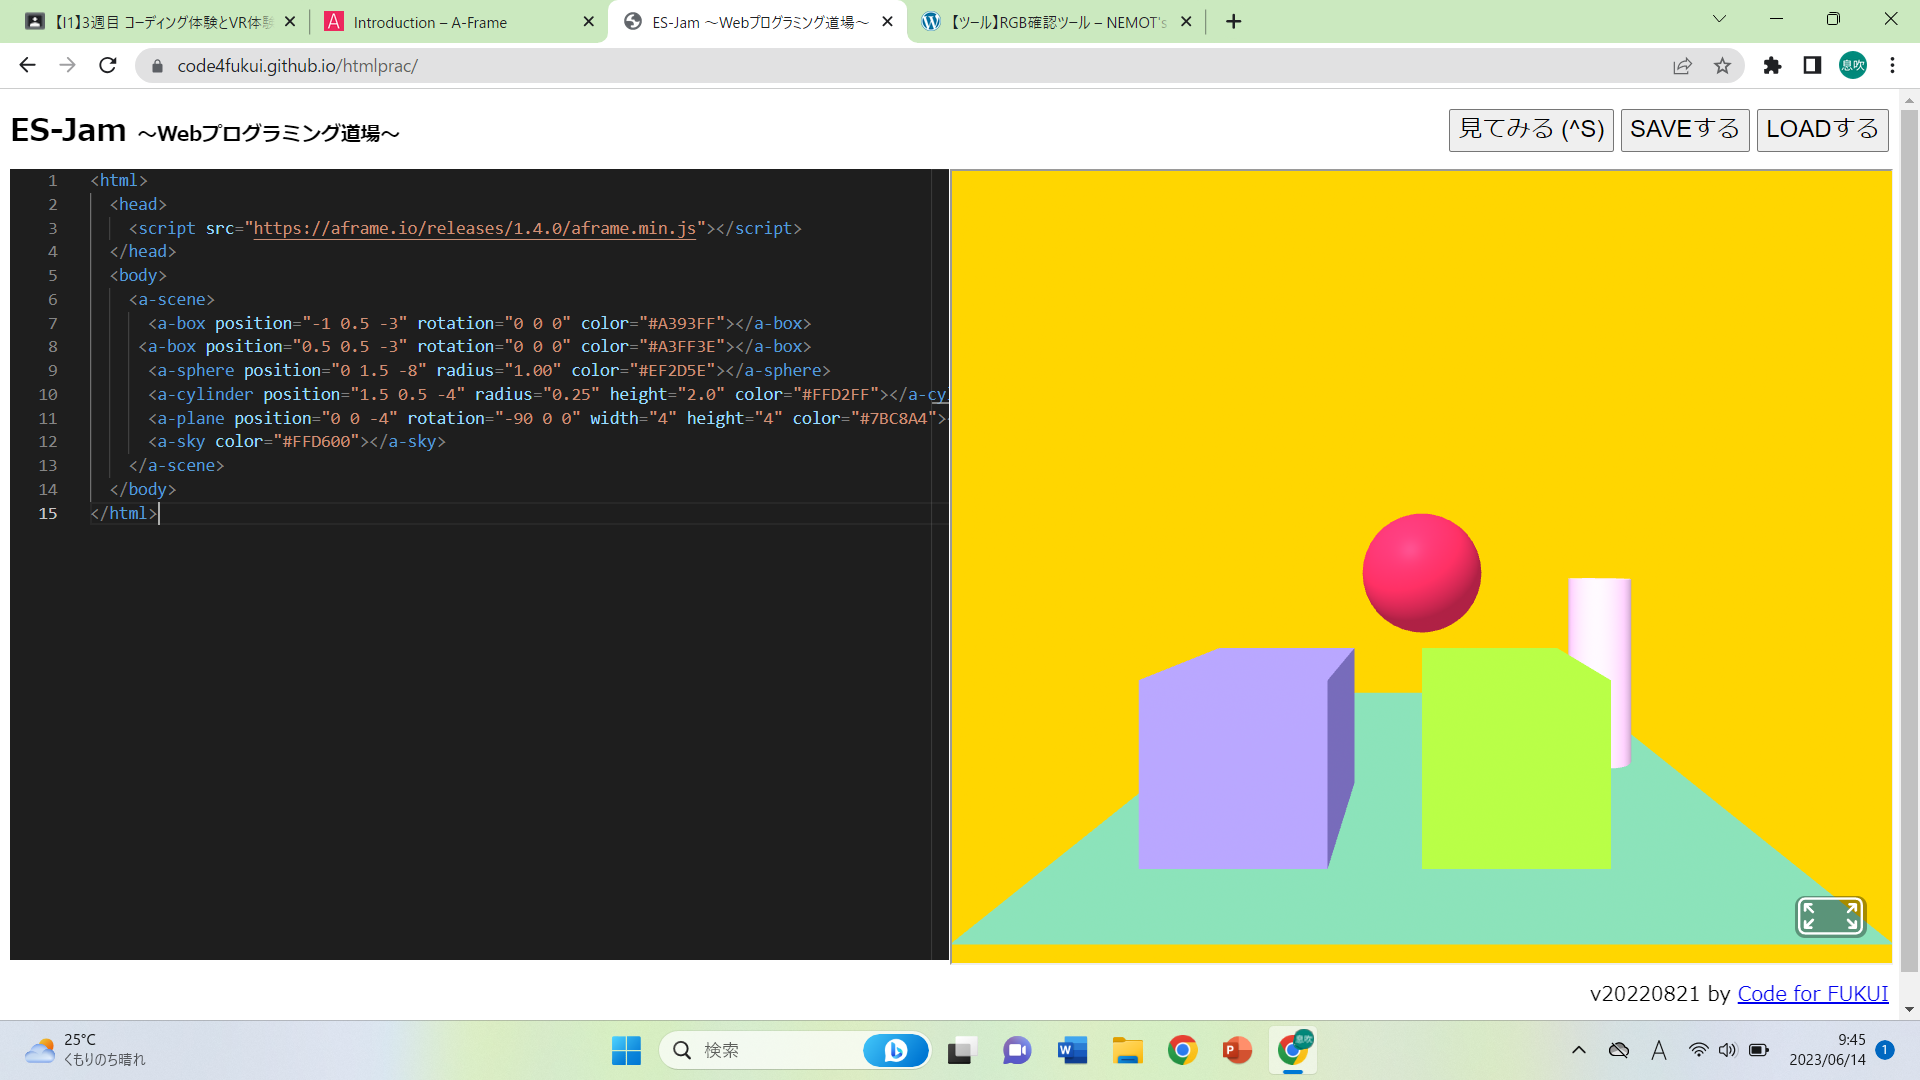 【I1】3週目 コーディング体験とVR体験
Introduction – A-Frame
ES-Jam ～Webプログラミング道場～
【ツール】RGB確認ツール – NEMOT's
code4fukui.github.io/htmlprac/
息吹
ES-Jam ～Webプログラミング道場～
見てみる (^S)
SAVEする
LOADする
1 <html>
2 <head>
3 <script src="https://aframe.io/releases/1.4.0/aframe.min.js"></script>
4 </head>
5 <body>
6 <a-scene>
7 <a-box position="-1 0.5 -3" rotation="0 0 0" color="#A393FF"></a-box>
8 <a-box position="0.5 0.5 -3" rotation="0 0 0" color="#A3FF3E"></a-box>
9 <a-sphere position="0 1.5 -8" radius="1.00" color="#EF2D5E"></a-sphere>
10 <a-cylinder position="1.5 0.5 -4" radius="0.25" height="2.0" color="#FFD2FF"></a-cyl
11 <a-plane position="0 0 -4" rotation="-90 0 0" width="4" height="4" color="#7BC8A4"><
12 <a-sky color="#FFD600"></a-sky>
13 </a-scene>
14 </body>
15 </html>
v20220821 by Code for FUKUI
25°C
くもりのち晴れ
検索
A
9:45
2023/06/14
1